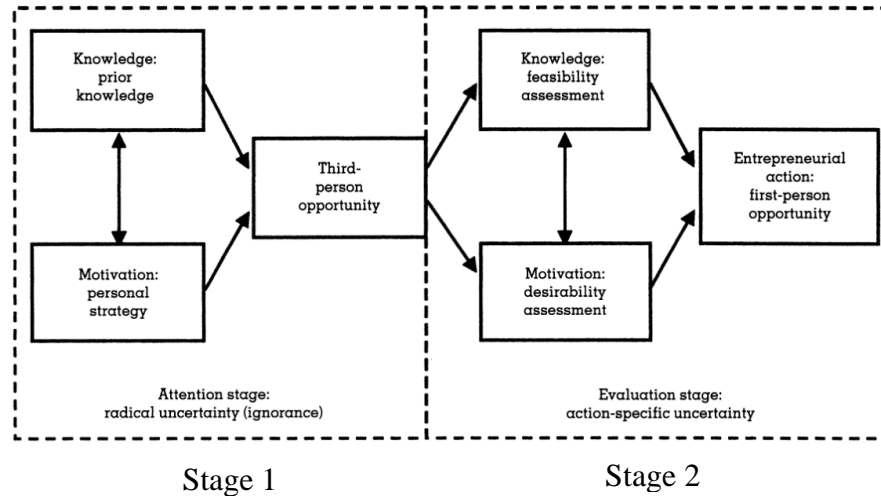 Knowledge:
prior
knowledge
Motivation:
personal
strategy
Third-
person
opportunity
Attention stage:
radical uncertainty (ignorance)
Knowledge:
feasibility
assessment
Motivation:
desirability
assessment
Entrepreneurial
action:
first-person
opportunity
Evaluation stage:
action-specific uncertainty
Stage 1
Stage 2